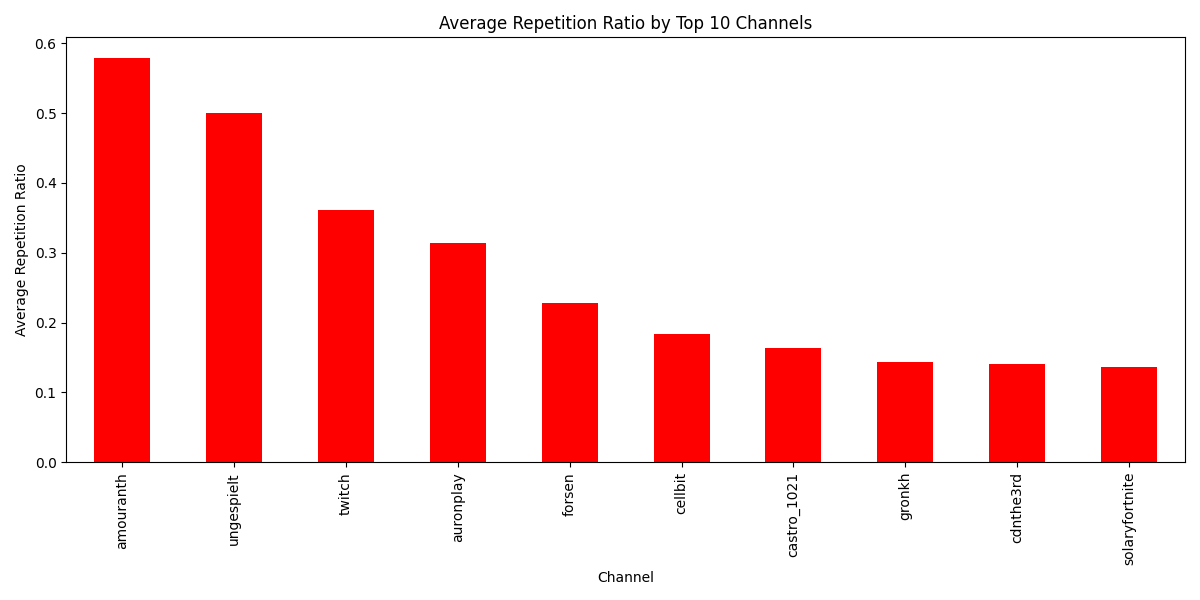 Average Repetition Ratio by Top 10 Channels
Average Repetition Ratio
0.6
0.5
0.4
0.3
0.2
0.1
0.0
amouranth
ungespielt
twitch
auronplay
forsen
cellbit
castro_1021
gronkh
cdnthe3rd
solaryfortnite
Channel